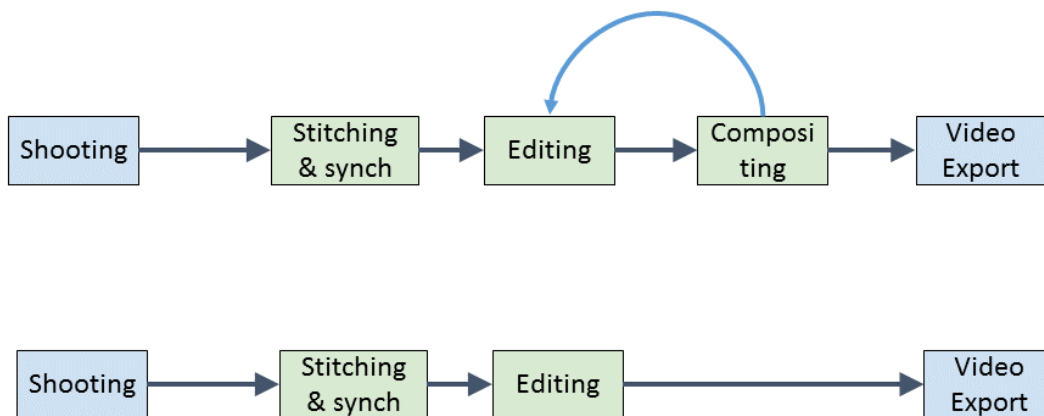 Shooting
Stitching
& synch
Editing
Composi
ting
Video
Export
Shooting
Stitching
& synch
Editing
Video
Export